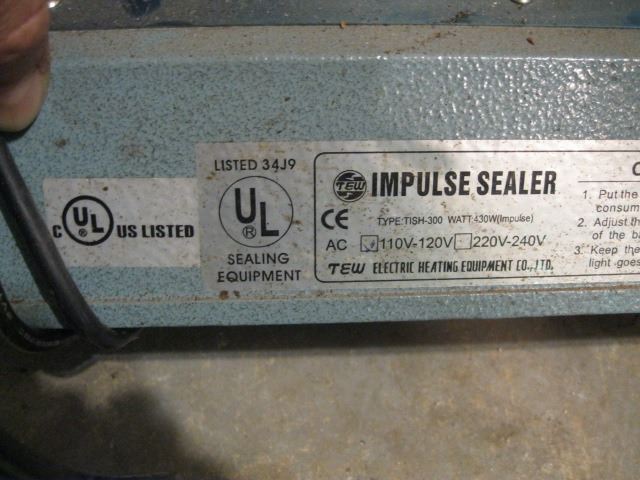 C UL ® US LISTED
LISTED 34J9
UL ®
SEALING
EQUIPMENT
TEW IMPULSE SEALER
CE TYPE:TISH-300 WATT:430W(Impulse)
AC 110V-120V 220V-240V
TEW ELECTRIC HEATING EQUIPMENT CO.,LTD.
1. Put the
consum
2. Adjust th
of the ba
3. Keep the
light goes